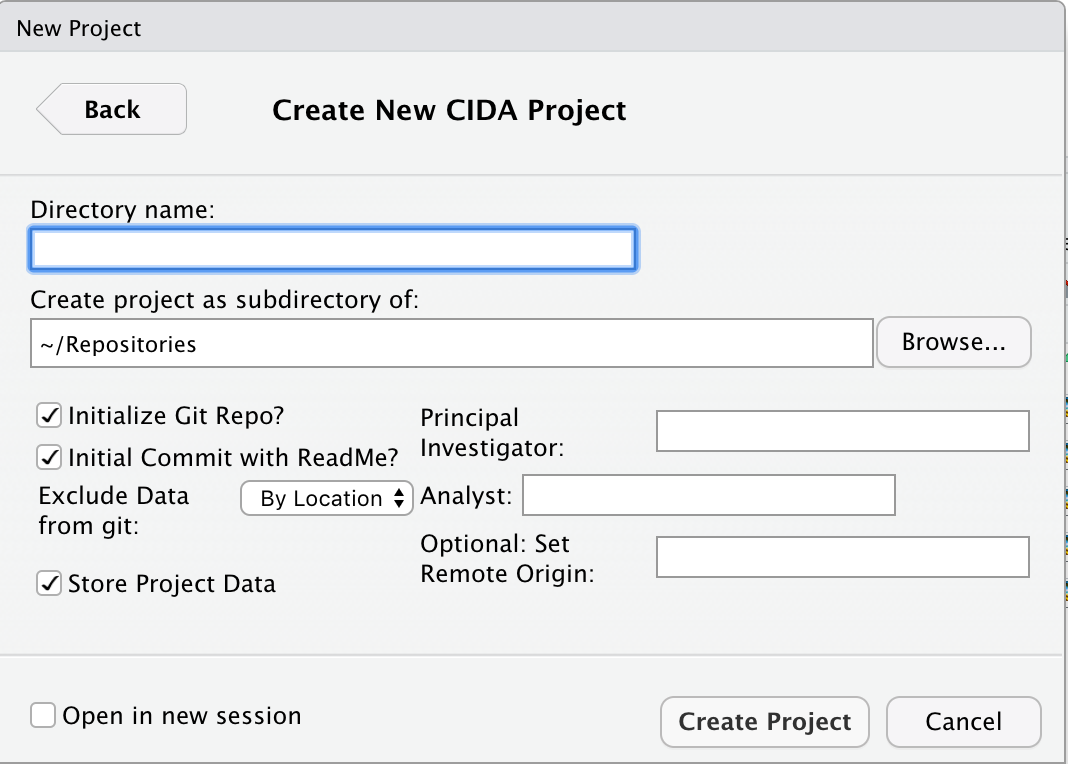 New Project
Back
Create New CIDA Project
Directory name:
Create project as subdirectory of:
~/Repositories
Browse...
Initialize Git Repo?
Initial Commit with ReadMe?
Exclude Data
from git:
By Location
Store Project Data
Principal
Investigator:
Analyst:
Optional: Set
Remote Origin:
Open in new session
Create Project
Cancel